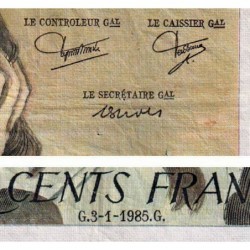 LE CONTROLEUR GAL LE CAISSIER GAL
LE SECRÉTAIRE GAL
CENTS FRAN
G.3-1-1985.G.